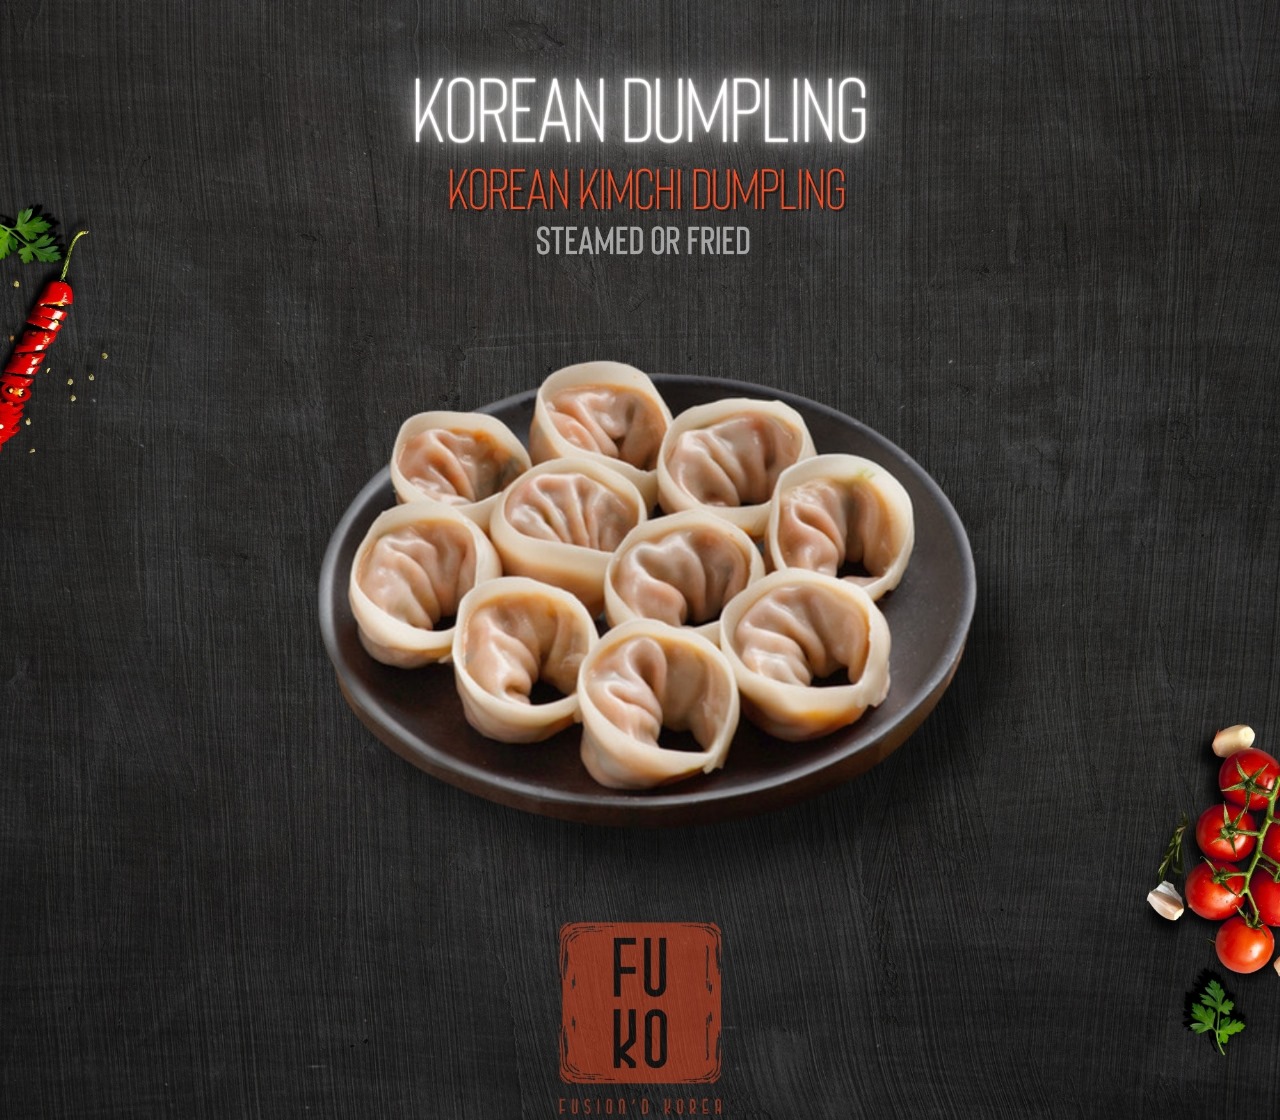 KOREAN DUMPLING
KOREAN KIMCHI DUMPLING
STEAMED OR FRIED
FU
KO
FUSION'D KOREA